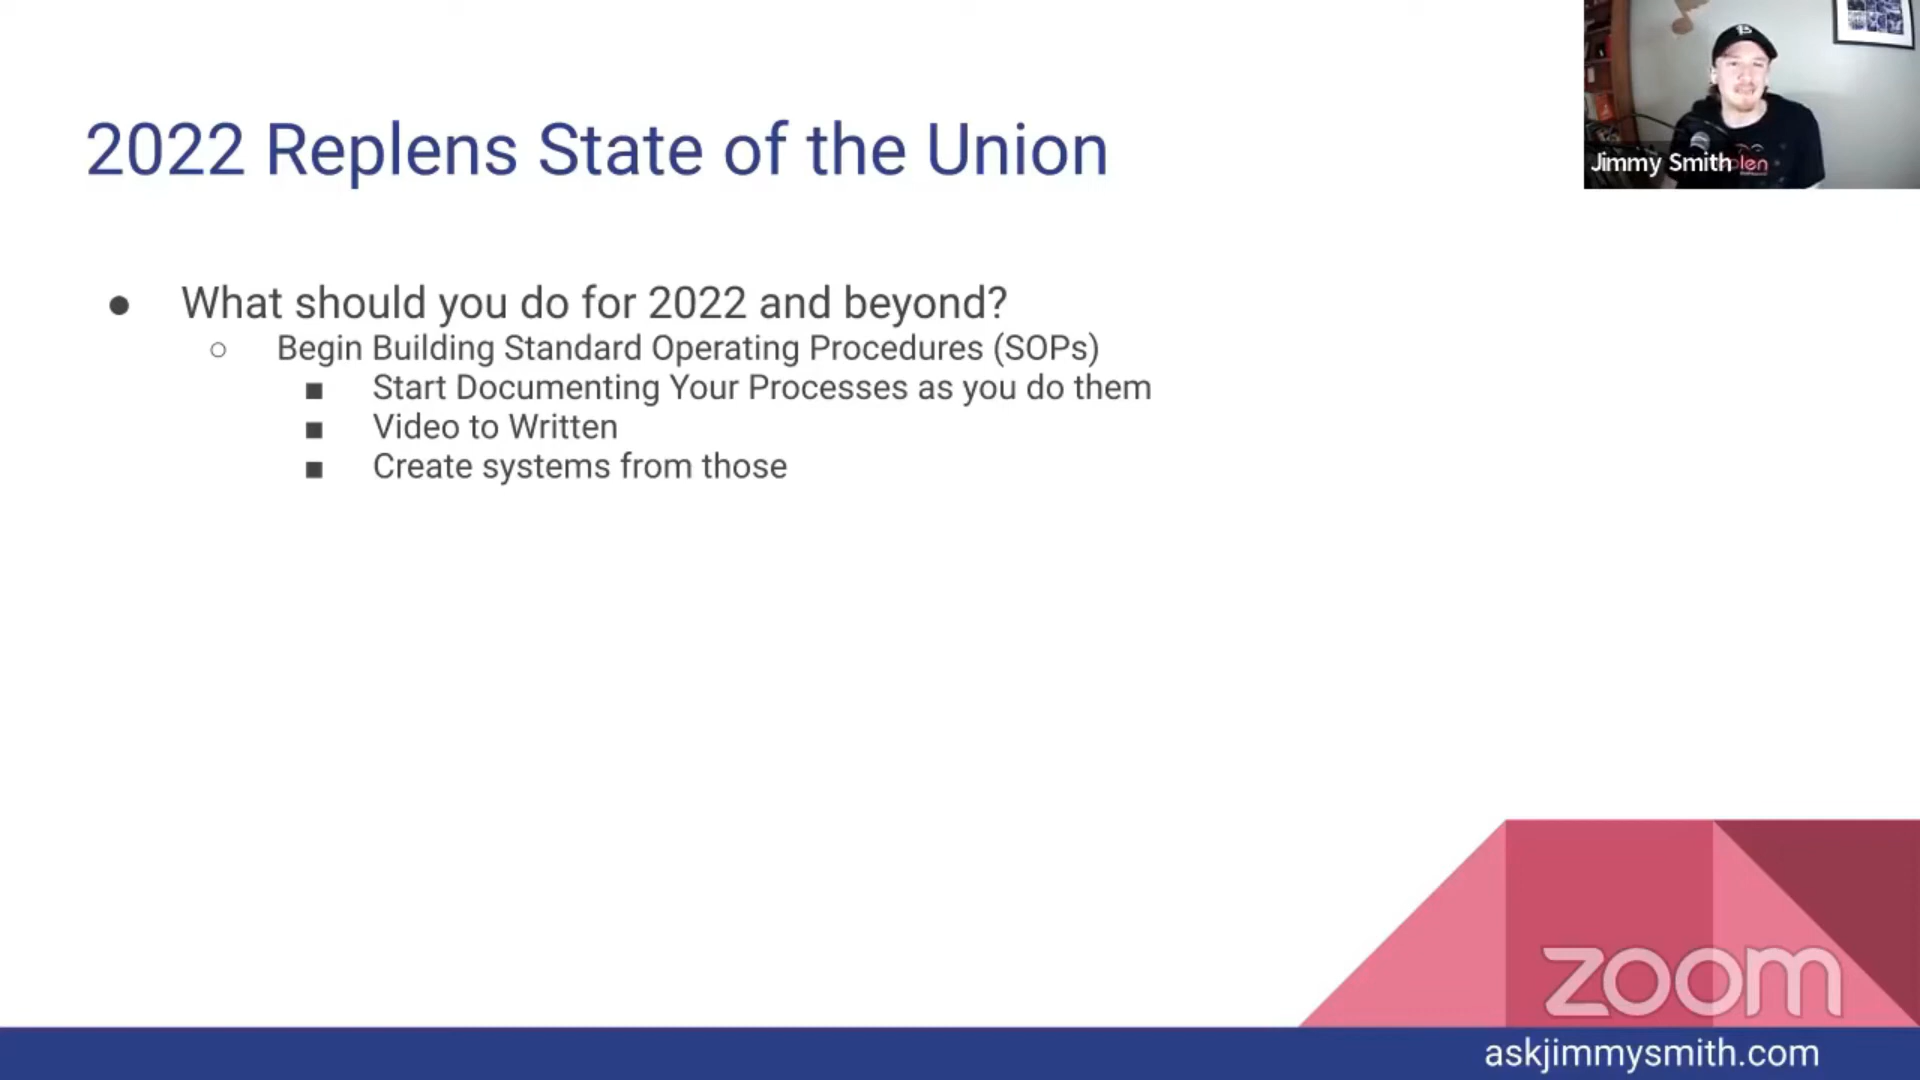 2022 Replens State of the Union
Jimmy Smith
plen
● What should you do for 2022 and beyond?
○ Begin Building Standard Operating Procedures (SOPs)
■ Start Documenting Your Processes as you do them
■ Video to Written
■ Create systems from those
zoom
askjimmysmith.com